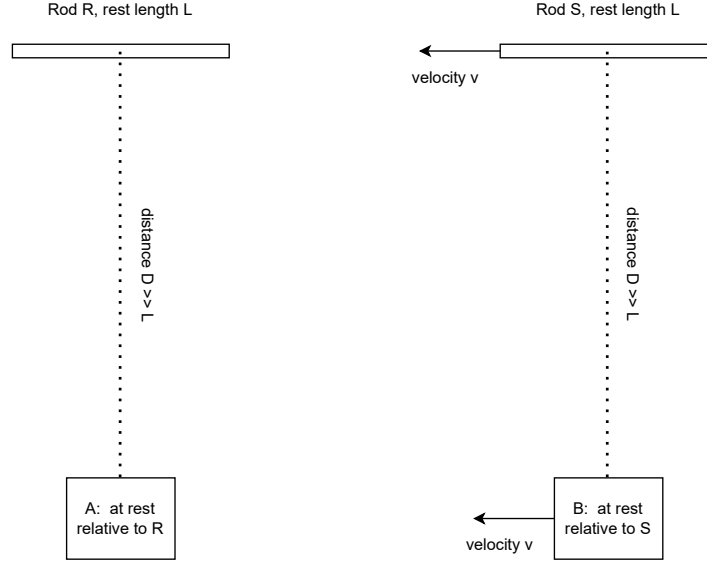 Rod R, rest length L
Rod S, rest length L
velocity v
distance D >> L
distance D >> L
A:  at rest
relative to R
B:  at rest
relative to S
velocity v